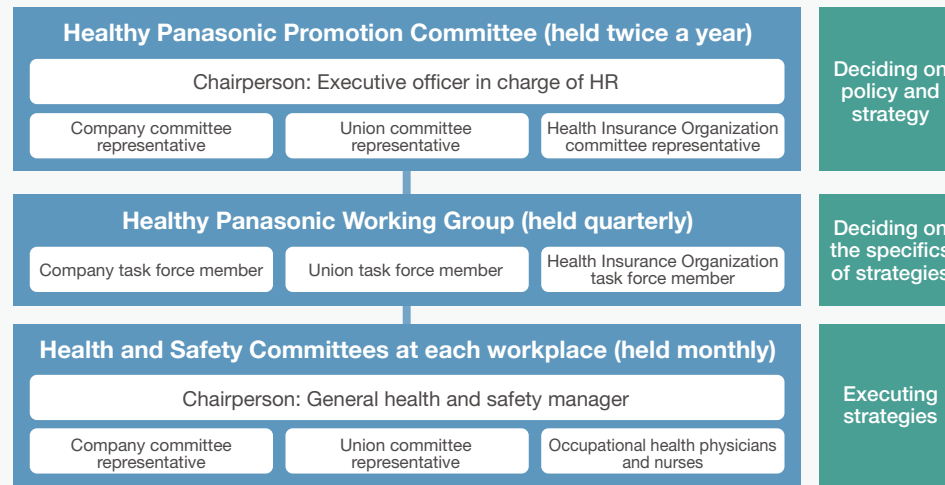 Healthy Panasonic Promotion Committee (held twice a year)
Chairperson: Executive officer in charge of HR
Company committee
representative
Union committee
representative
Health Insurance Organization
committee representative
Deciding on
policy and
strategy
Healthy Panasonic Working Group (held quarterly)
Company task force member
Union task force member
Health Insurance Organization
task force member
Deciding on
the specifics
of strategies
Health and Safety Committees at each workplace (held monthly)
Chairperson: General health and safety manager
Company committee
representative
Union committee
representative
Occupational health physicians
and nurses
Executing
strategies